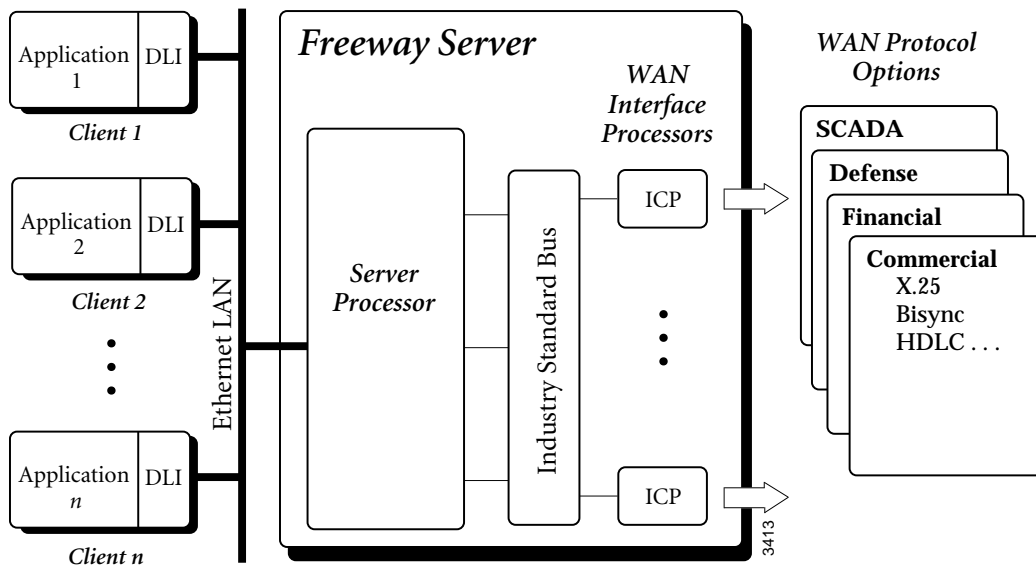 Application
1
DLI
Client 1
Application
2
DLI
Client 2
Application
n
DLI
Client n
Ethernet LAN
Freeway Server
Server
Processor
Industry Standard Bus
WAN
Interface
Processors
ICP
ICP
3413
WAN Protocol
Options
SCADA
Defense
Financial
Commercial
X.25
Bisync
HDLC . . .